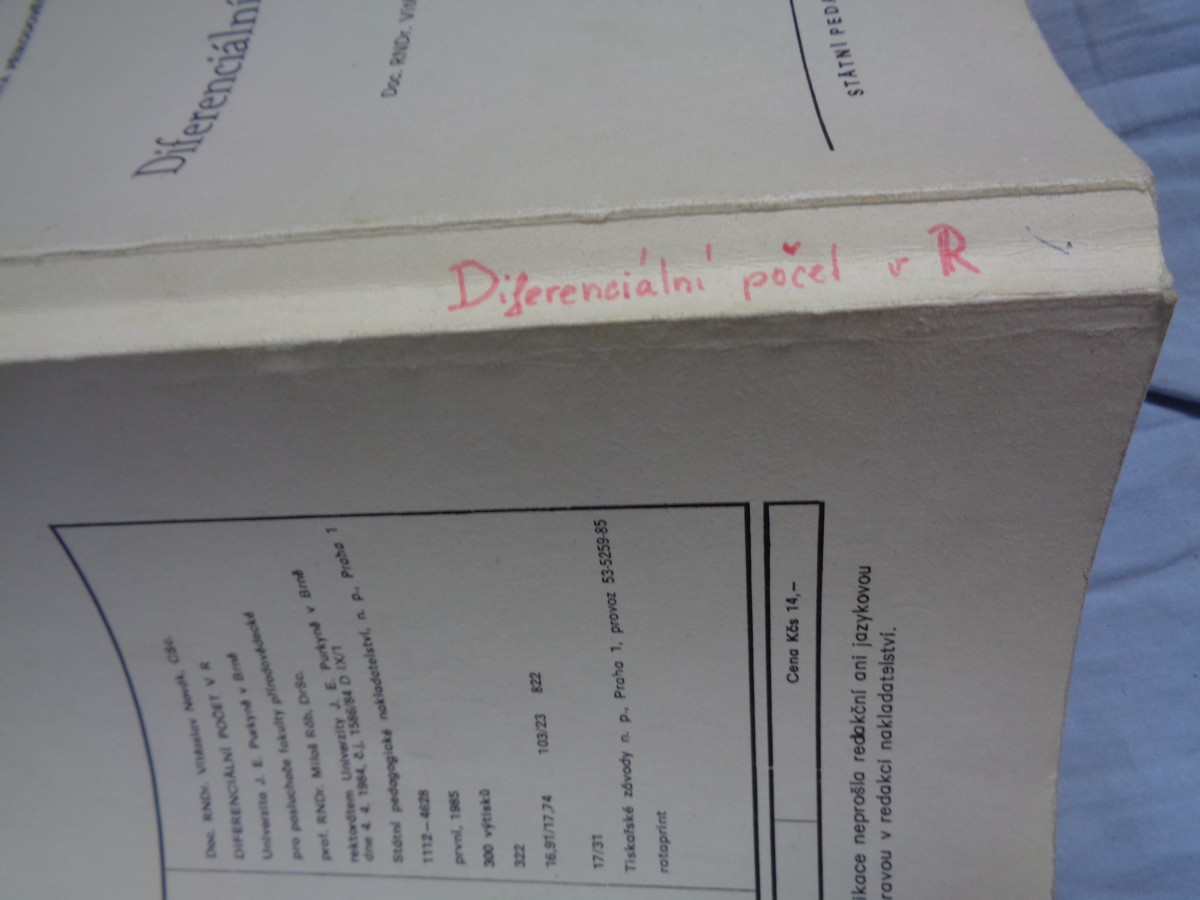 Diferenciální
Doc. RNDr.
STÁTNÍ
Diferenciální počet v R
Doc. RNDr. Vítězslav Novák, CSc.
DIFERENCIÁLNÍ POČET V R
Univerzita J. E. Purkyně v Brně
pro posluchače fakulty přírodovědecké
prof. RNDr. Miloš Ráb, DrSc.
rektorátem Univerzity J. E. Purkyně v Brně
dne 4. 4. 1984, č.j. 1586/84 D IX/1
Státní pedagogické nakladatelství, n. p., Praha 1
1112—4628
první, 1985
300 výtisků
322
16,91/17,74 103/23 822
17/31
Tiskařské závody n. p., Praha 1, provoz 53-5259-85
rotaprint
Cena Kčs 14,–
ikace neprošla redakční ani jazykovou
ravou v redakci nakladatelství.